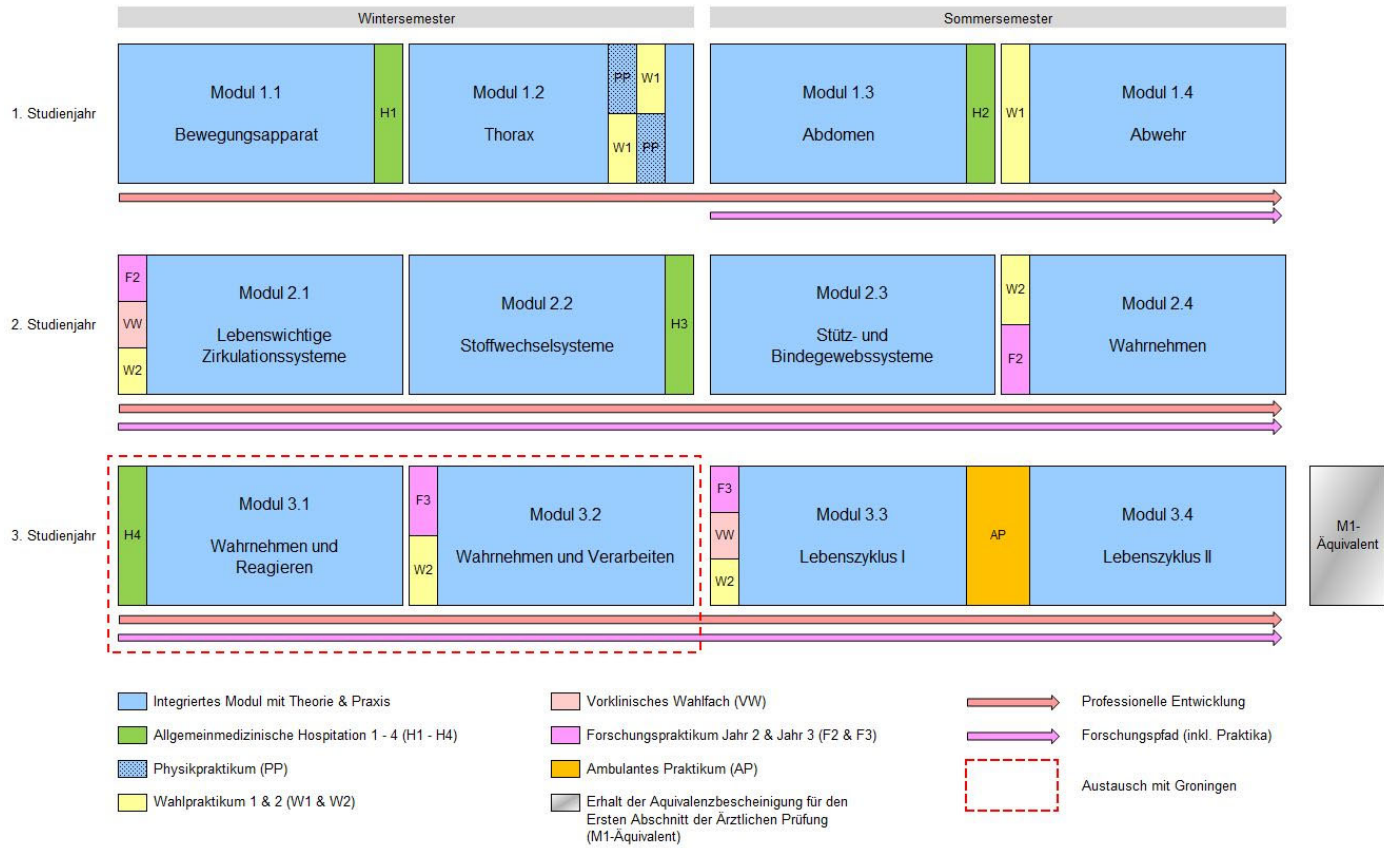 Wintersemester
Sommersemester
1. Studienjahr
Modul 1.1
Bewegungsapparat
H1
Modul 1.2
Thorax
PP
W1
W1
PP
Modul 1.3
Abdomen
H2
W1
Modul 1.4
Abwehr
2. Studienjahr
F2
VW
W2
Modul 2.1
Lebenswichtige
Zirkulationssysteme
Modul 2.2
Stoffwechselsysteme
H3
Modul 2.3
Stütz- und
Bindegewebssysteme
W2
F2
Modul 2.4
Wahrnehmen
3. Studienjahr
H4
Modul 3.1
Wahrnehmen und
Reagieren
F3
W2
Modul 3.2
Wahrnehmen und Verarbeiten
F3
VW
W2
Modul 3.3
Lebenszyklus I
AP
Modul 3.4
Lebenszyklus II
M1-
Äquivalent
Integriertes Modul mit Theorie & Praxis
Allgemeinmedizinische Hospitation 1 - 4 (H1 - H4)
Physikpraktikum (PP)
Wahlpraktikum 1 & 2 (W1 & W2)
Vorklinisches Wahlfach (VW)
Forschungspraktikum Jahr 2 & Jahr 3 (F2 & F3)
Ambulantes Praktikum (AP)
Erhalt der Äquivalenzbescheinigung für den
Ersten Abschnitt der Ärztlichen Prüfung
(M1-Äquivalent)
Professionelle Entwicklung
Forschungspfad (inkl. Praktika)
Austausch mit Groningen